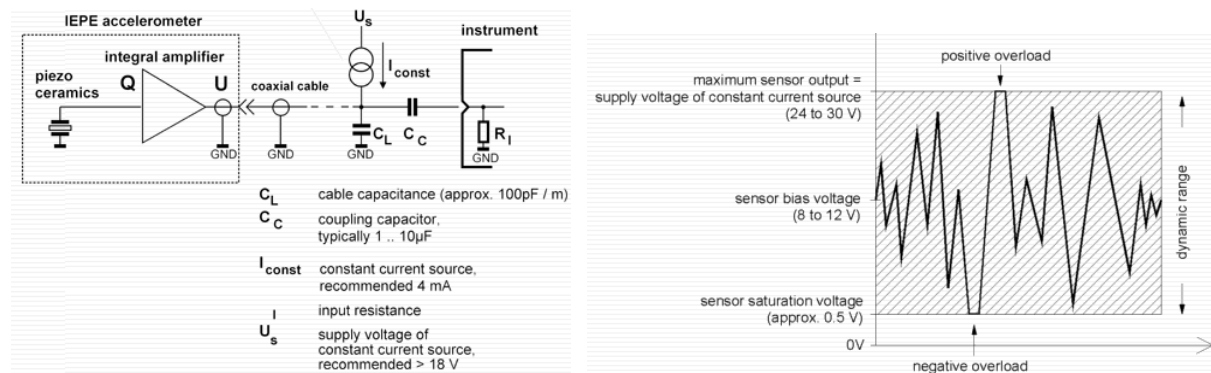 IEPE accelerometer
integral amplifier
piezo
ceramics
Q
U
coaxial cable
GND
GND
U s
I const
C L
GND
C C
instrument
R I
GND
C L cable capacitance (approx. 100pF / m)
C C coupling capacitor,
typically 1 .. 10µF
I const constant current source,
recommended 4 mA
I input resistance
U s supply voltage of
constant current source,
recommended > 18 V
positive overload
maximum sensor output =
supply voltage of constant current source
(24 to 30 V)
sensor bias voltage
(8 to 12 V)
dynamic range
sensor saturation voltage
(approx. 0.5 V)
0V
negative overload